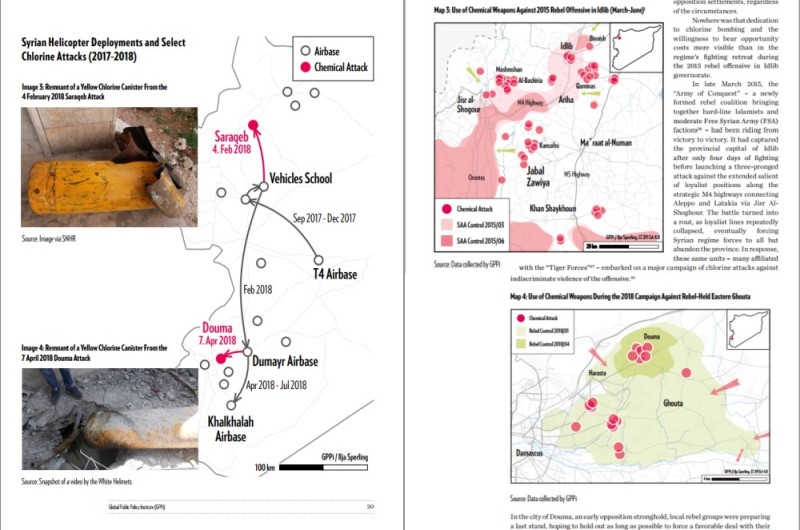 Syrian Helicopter Deployments and Select
Chlorine Attacks (2017-2018)
Image 3: Remnant of a Yellow Chlorine Canister From the
4 February 2018 Saraqeb Attack
Source: Image via SNHR
Image 4: Remnant of a Yellow Chlorine Canister From the
7 April 2018 Douma Attack
Source: Snapshot of a video by the White Helmets
Airbase
Chemical Attack
Saraqeb
4. Feb 2018
Vehicles School
Sep 2017 - Dec 2017
T4 Airbase
Feb 2018
Douma
7. Apr 2018
Dumayr Airbase
Apr 2018 - Jul 2018
Khalkhalah
Airbase
GPPi / Ilja Sperling
100 km
Global Public Policy Institute (GPPi)
20
Map 3: Use of Chemical Weapons Against 2015 Rebel Offensive in Idlib (March-June)
Idlib
Binnish
Mashmshan
Al-Bashiria
Quminas
Jisr al-
Shogour
M4 Highway
Ariha
Kansafra
Ma'raat al-Numan
Jabal
Zawiya
M5 Highway
Orontes
Khan Shaykhoun
Chemical Attack
SAA Control 2015/03
SAA Control 2015/06
GPPi / Ilja Sperling, CC BY-SA 4.0
20 km
Source: Data collected by GPPi
opposition settlements, regardless
of the circumstances.
Nowhere was that dedication
to chlorine bombing and the
willingness to bear opportunity
costs more visible than in the
regime's fighting retreat during
the 2015 rebel offensive in Idlib
governorate.
In late March 2015, the
"Army of Conquest" – a newly
formed rebel coalition bringing
together hard-line Islamists and
moderate Free Syrian Army (FSA)
factions – had been riding from
victory to victory. It had captured
the provincial capital of Idlib
after only four days of fighting
before launching a three-pronged
attack against the extended salient
of loyalist positions along the
strategic M4 highways connecting
Aleppo and Latakia via Jisr Al-
Shoghour. The battle turned into
a rout, as loyalist lines repeatedly
collapsed, eventually forcing
Syrian regime forces to all but
abandon the province. In response,
these same units – many affiliated
with the "Tiger Forces" – embarked on a major campaign of chlorine attacks against
indiscriminate violence of the offensive.
Map 4: Use of Chemical Weapons During the 2018 Campaign Against Rebel-Held Eastern Ghouta
Chemical Attack
Rebel Control 2018/01
Rebel Control 2018/04
Douma
Harasta
Ghouta
Damascus
GPPi / Ilja Sperling, CC BY-SA 4.0
Source: Data collected by GPPi
In the city of Douma, an early opposition stronghold, local rebel groups were preparing
a last stand, hoping to hold out as long as possible to force a favorable deal with their